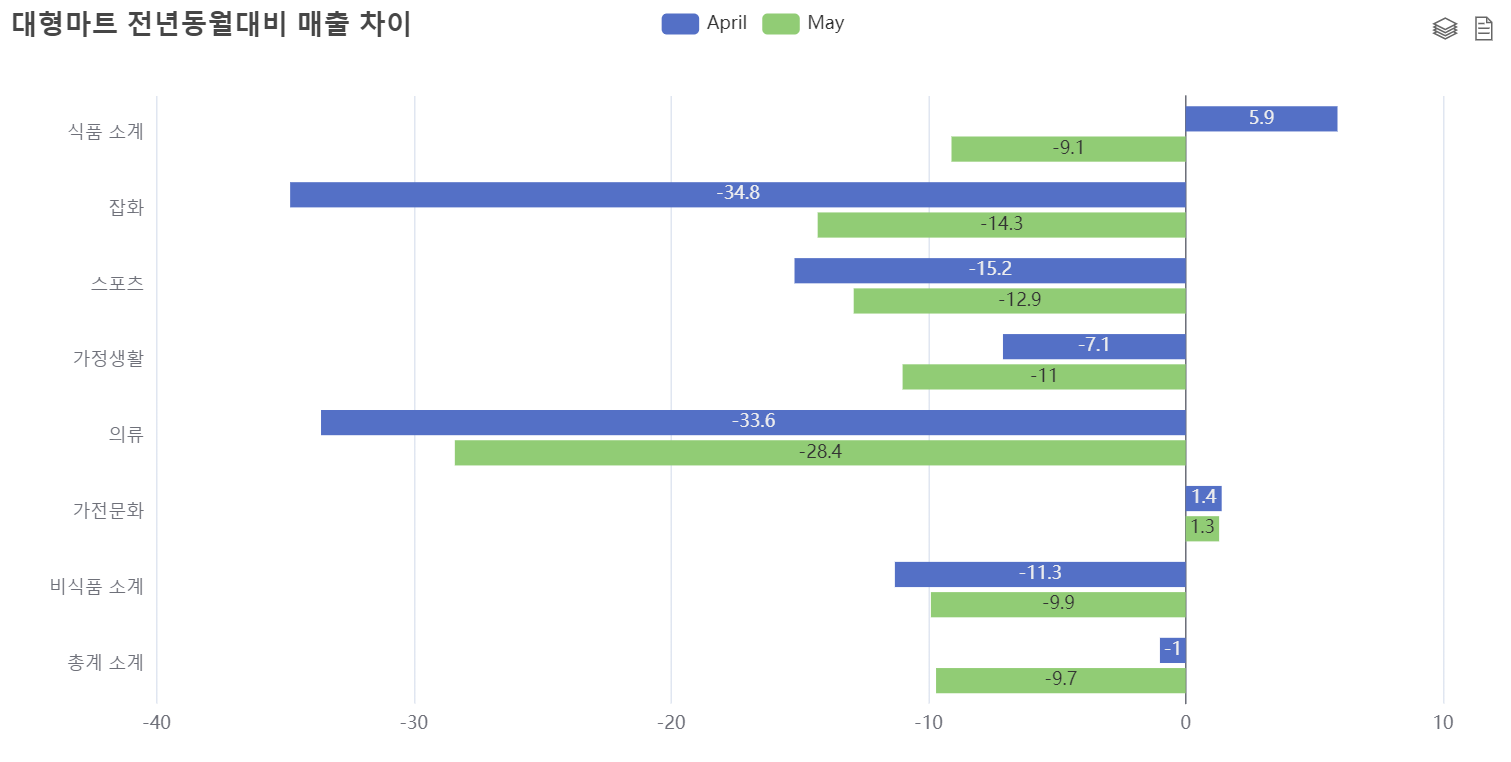 대형마트 전년동월대비 매출 차이
April May
식품 소계 5.9
-9.1
잡화 -34.8
-14.3
스포츠 -15.2
-12.9
가정생활 -7.1
-11
의류 -33.6
-28.4
가전문화 1.4
1.3
비식품 소계 -11.3
-9.9
총계 소계 -1
-9.7
-40 -30 -20 -10 0 10